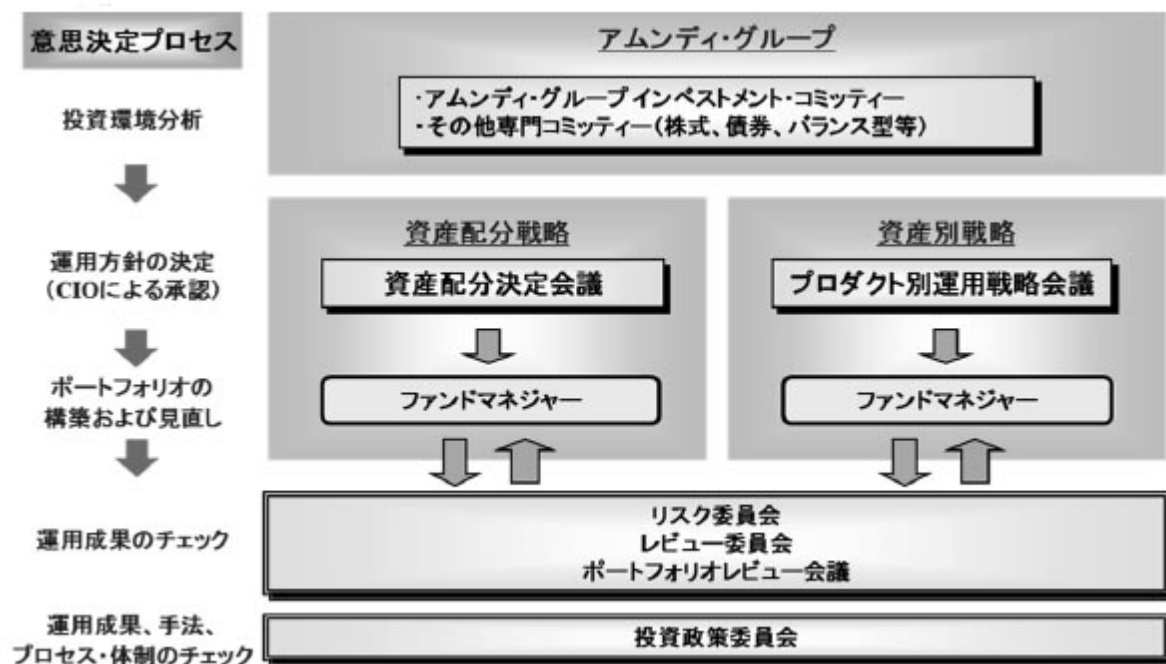 意思決定プロセス
アムンディ・グループ
投資環境分析
・アムンディ・グループ インベストメント・コミッティー
・その他専門コミッティー（株式、債券、バランス型等）
運用方針の決定
（CIOによる承認）
資産配分戦略
資産配分決定会議
資産別戦略
プロダクト別運用戦略会議
ポートフォリオの
構築および見直し
ファンドマネジャー
ファンドマネジャー
運用成果のチェック
リスク委員会
レビュー委員会
ポートフォリオレビュー会議
運用成果、手法、
プロセス・体制のチェック
投資政策委員会